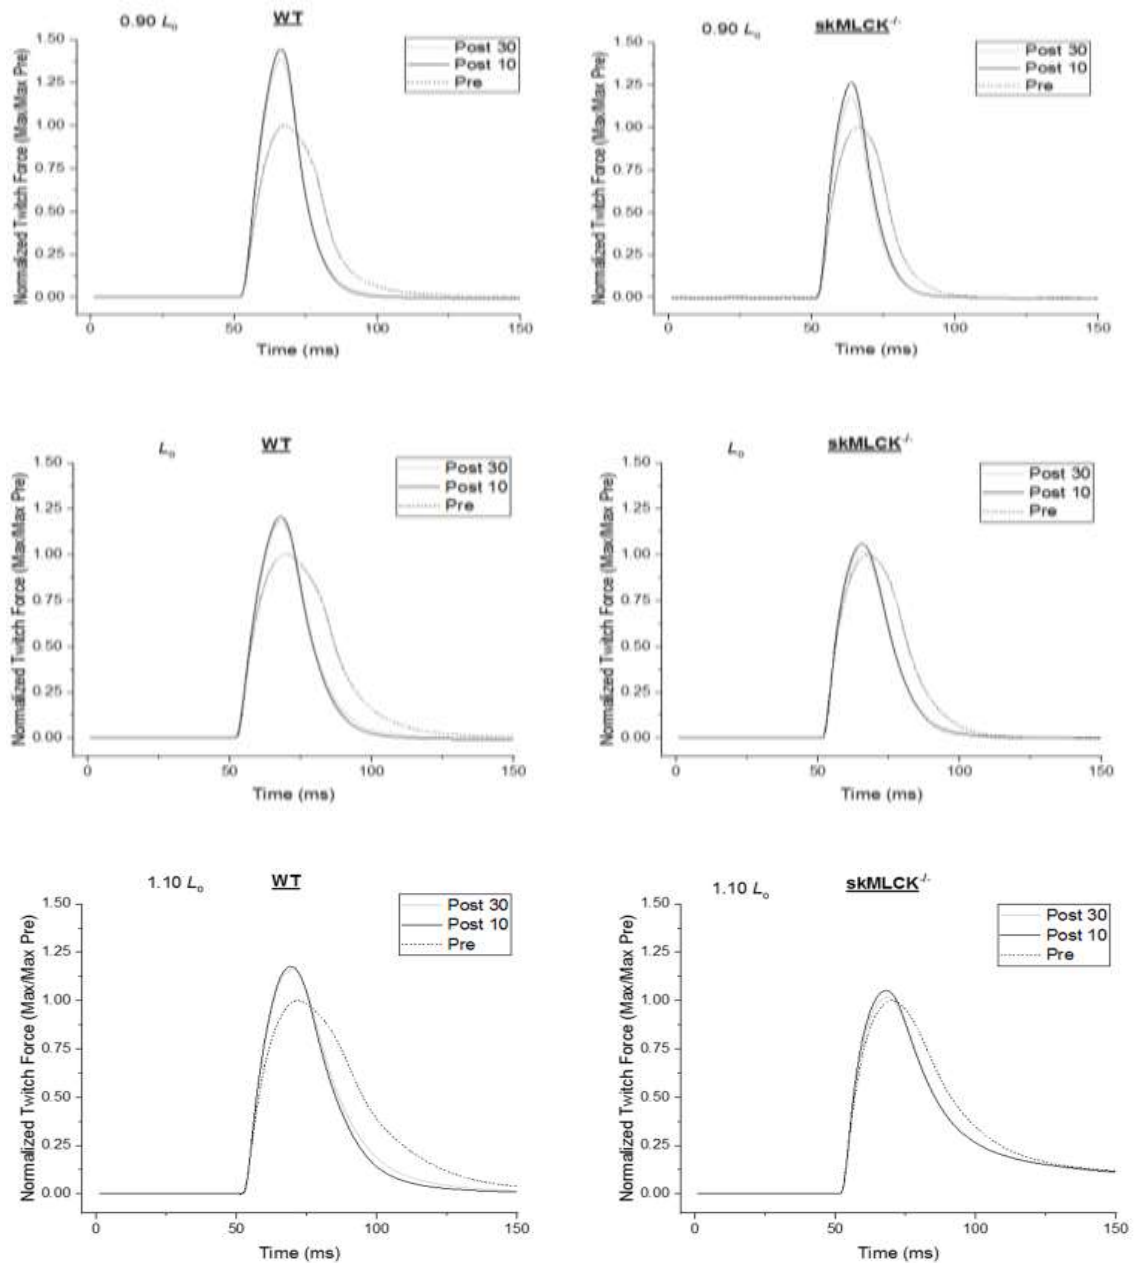 0.90 Lo WT
Normalized Twitch Force (Max/Max Pre)
1.50
1.25
1.00
0.75
0.50
0.25
0.00
Post 30
Post 10
Pre
0 50 100 150
Time (ms)
0.90 Lo skMLCK-/-
Normalized Twitch Force (Max/Max Pre)
1.50
1.25
1.00
0.75
0.50
0.25
0.00
Post 30
Post 10
Pre
0 50 100 150
Time (ms)
Lo WT
Normalized Twitch Force (Max/Max Pre)
1.50
1.25
1.00
0.75
0.50
0.25
0.00
Post 30
Post 10
Pre
0 50 100 150
Time (ms)
Lo skMLCK-/-
Normalized Twitch Force (Max/Max Pre)
1.50
1.25
1.00
0.75
0.50
0.25
0.00
Post 30
Post 10
Pre
0 50 100 150
Time (ms)
1.10 Lo WT
Normalized Twitch Force (Max/Max Pre)
1.50
1.25
1.00
0.75
0.50
0.25
0.00
Post 30
Post 10
Pre
0 50 100 150
Time (ms)
1.10 Lo skMLCK-/-
Normalized Twitch Force (Max/Max Pre)
1.50
1.25
1.00
0.75
0.50
0.25
0.00
Post 30
Post 10
Pre
0 50 100 150
Time (ms)